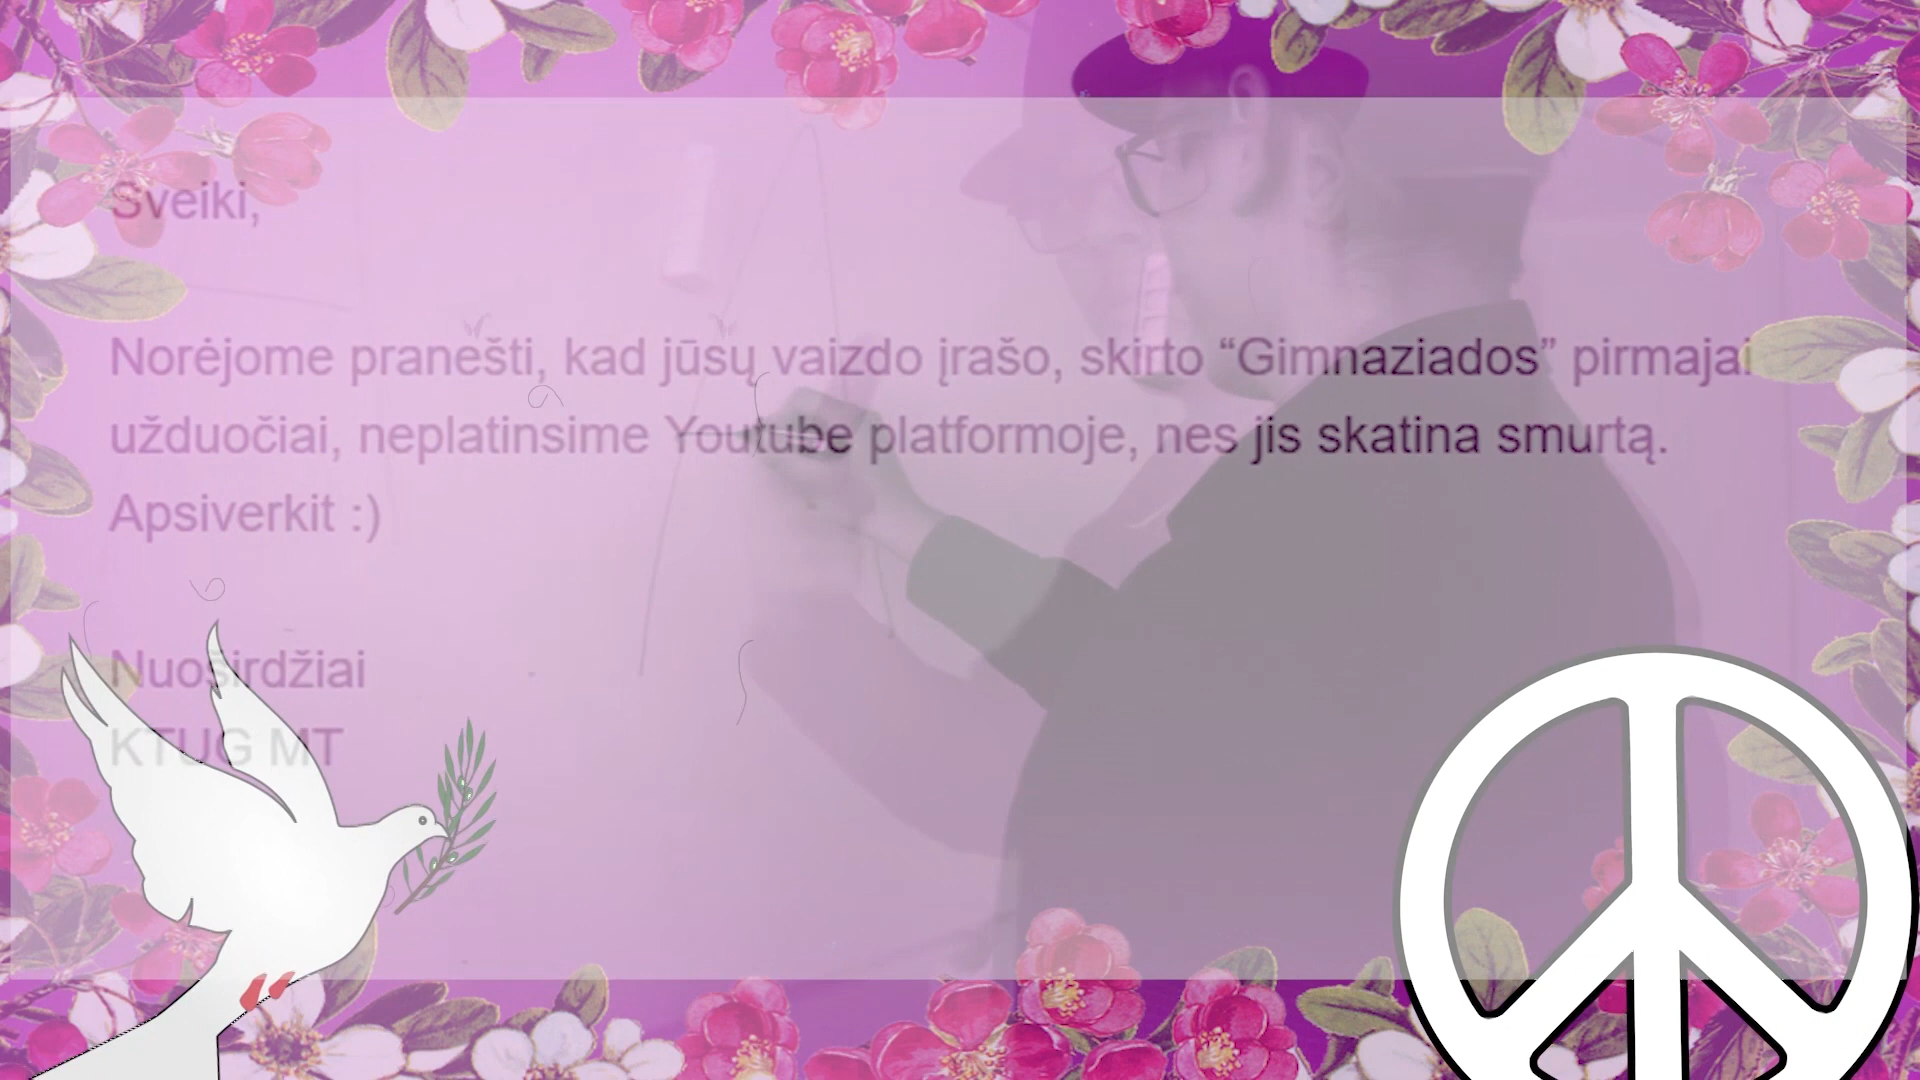 Sveiki,
Norėjome pranešti, kad jūsų vaizdo įrašo, skirto “Gimnaziados” pirmajai
užduočiai, neplatinsime Youtube platformoje, nes jis skatina smurtą.
Apsiverkit :)
Nuoširdžiai
KTUG MT